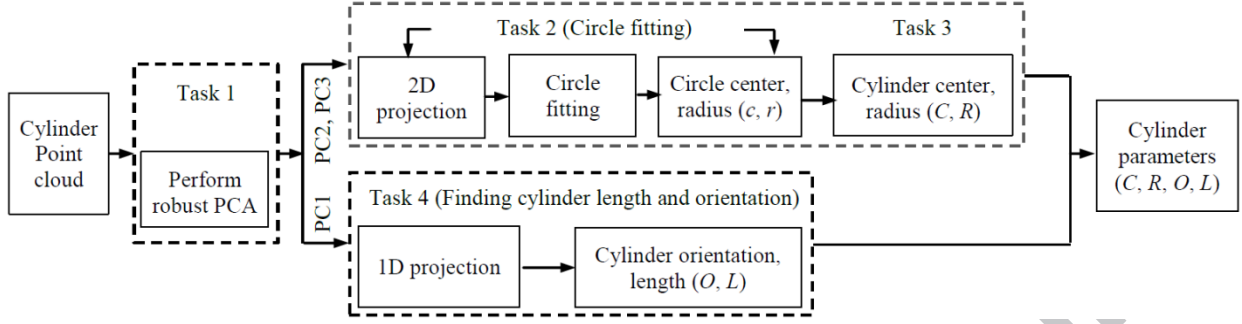 Cylinder
Point
cloud
Task 1
Perform
robust PCA
PC2, PC3
PC1
Task 2 (Circle fitting)
Task 3
2D
projection
Circle
fitting
Circle center,
radius (c, r)
Cylinder center,
radius (C, R)
Task 4 (Finding cylinder length and orientation)
1D projection
Cylinder orientation,
length (O, L)
Cylinder
parameters
(C, R, O, L)